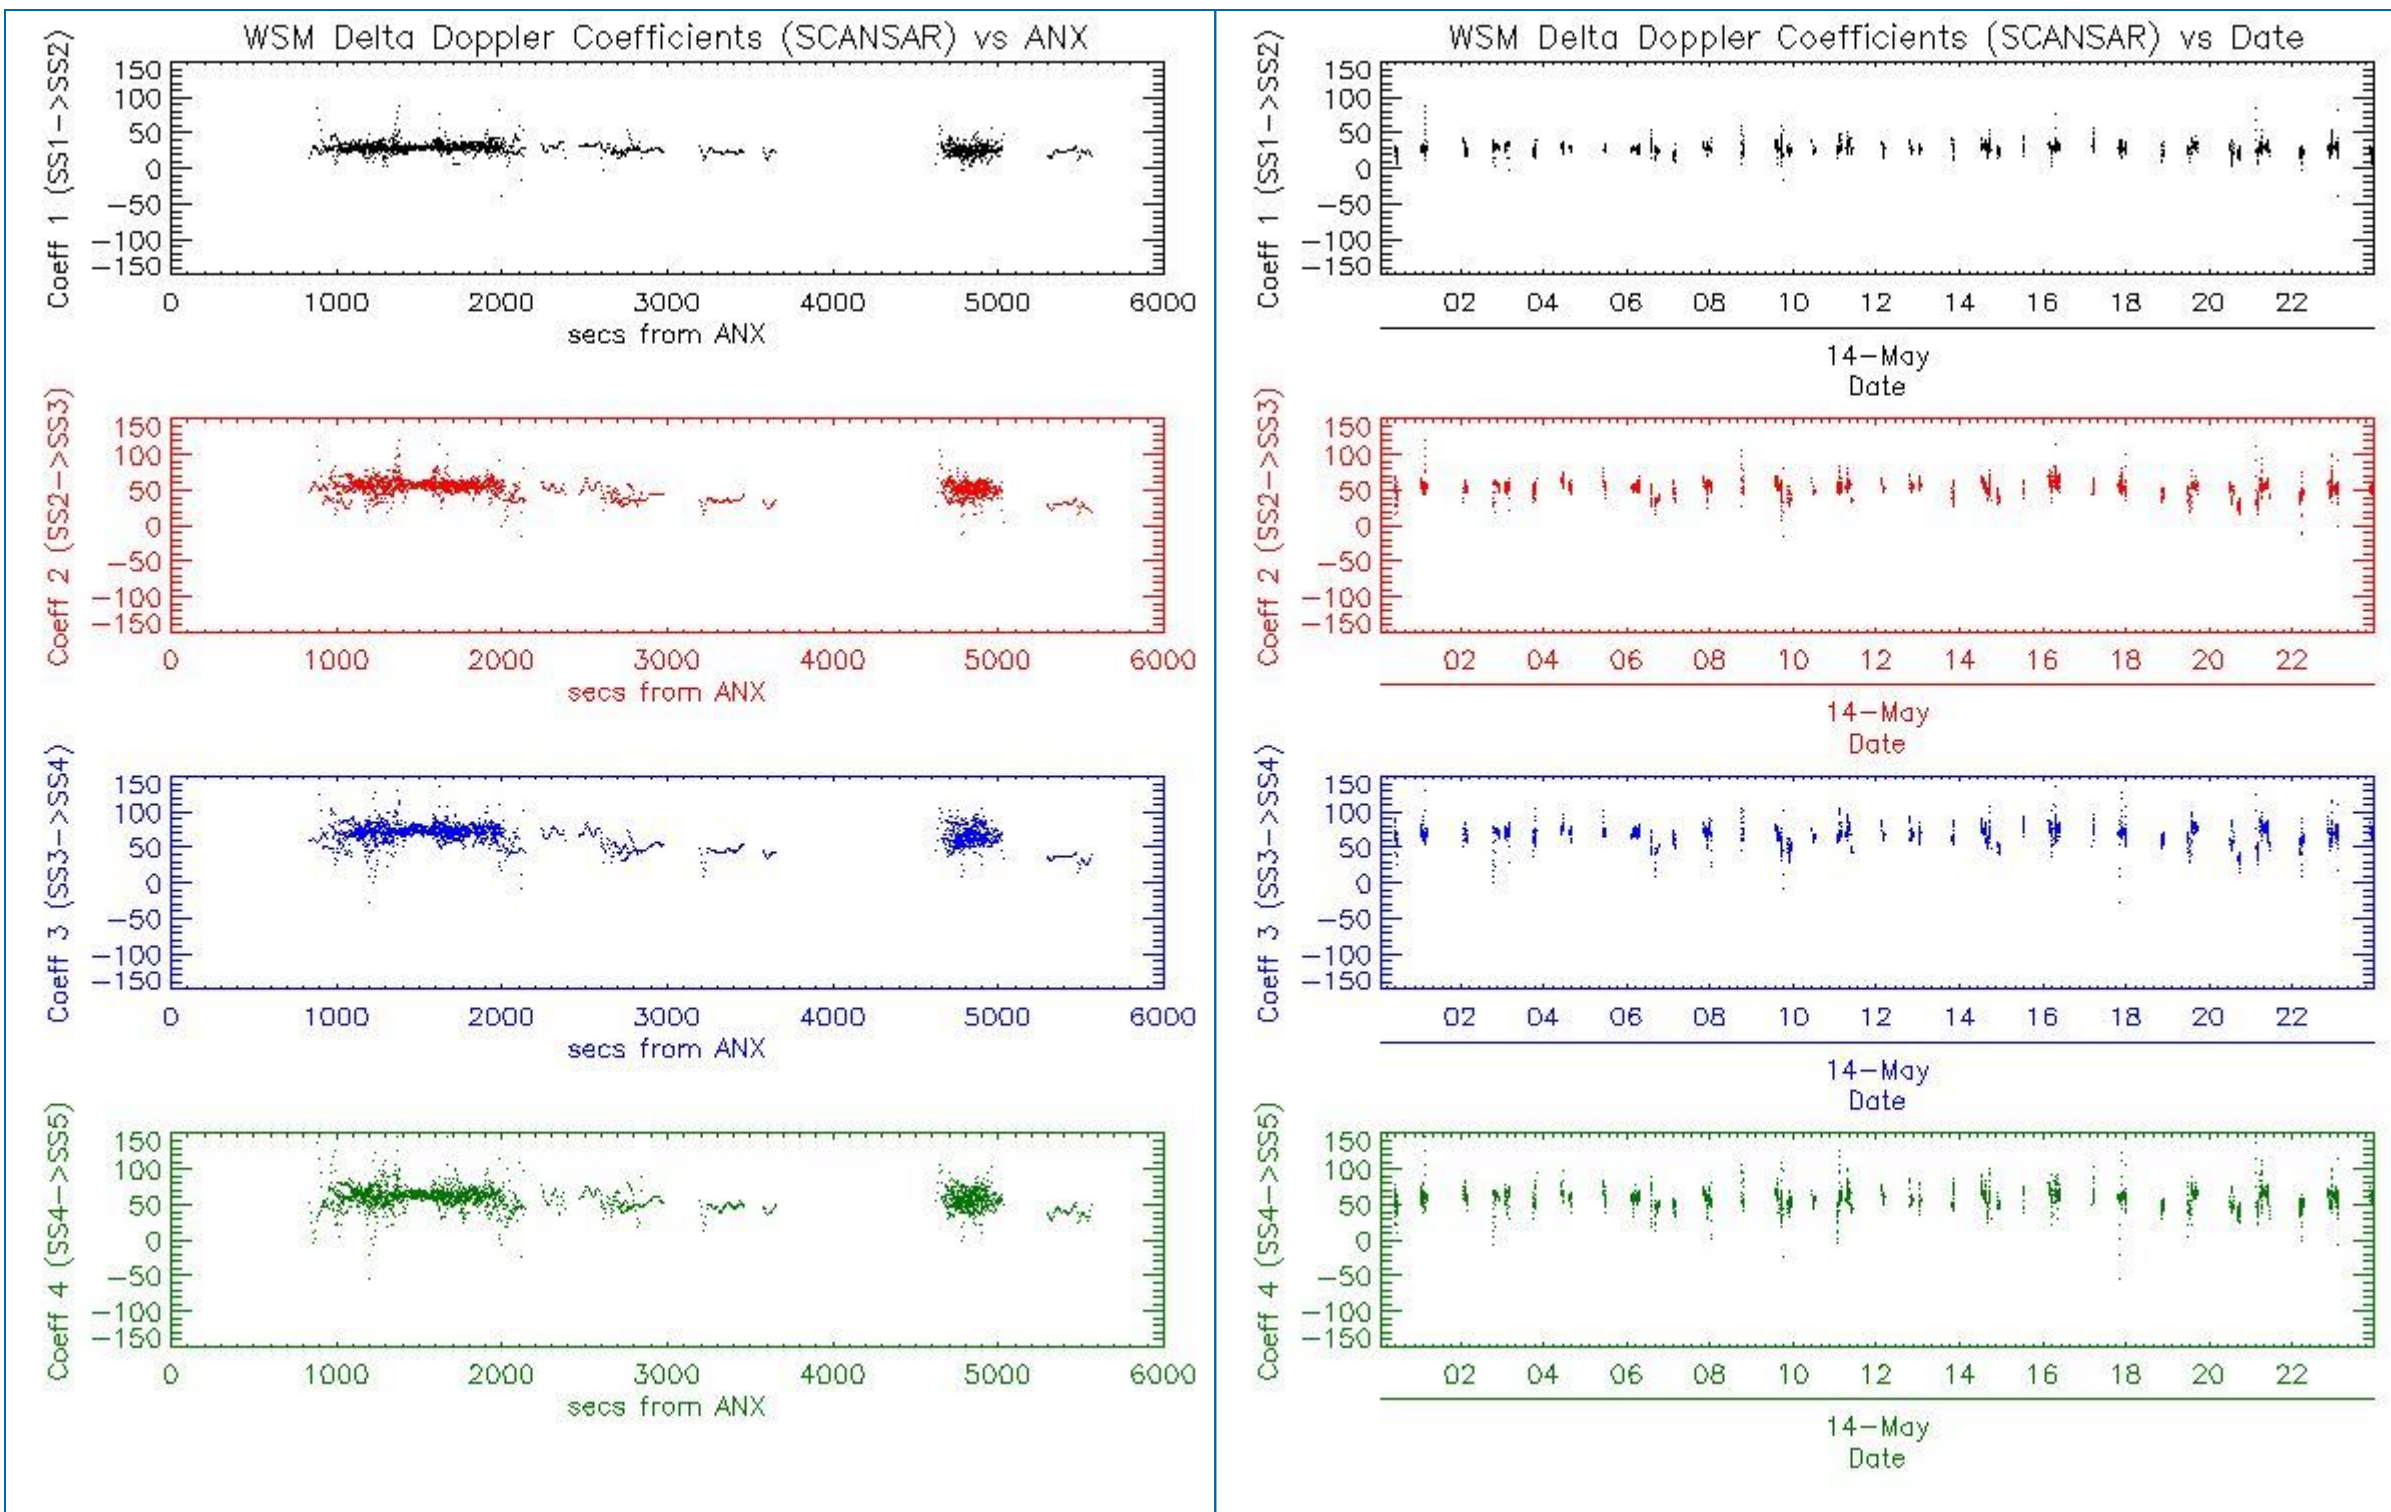 WSM Delta Doppler Coefficients (SCANSAR) vs ANX
Coeff 1 (SS1->SS2)
150
100
50
0
-50
-100
-150
0 1000 2000 3000 4000 5000 6000
secs from ANX
Coeff 2 (SS2->SS3)
150
100
50
0
-50
-100
-150
0 1000 2000 3000 4000 5000 6000
secs from ANX
Coeff 3 (SS3->SS4)
150
100
50
0
-50
-100
-150
0 1000 2000 3000 4000 5000 6000
secs from ANX
Coeff 4 (SS4->SS5)
150
100
50
0
-50
-100
-150
0 1000 2000 3000 4000 5000 6000
secs from ANX
WSM Delta Doppler Coefficients (SCANSAR) vs Date
Coeff 1 (SS1->SS2)
150
100
50
0
-50
-100
-150
02 04 06 08 10 12 14 16 18 20 22
14-May
Date
Coeff 2 (SS2->SS3)
150
100
50
0
-50
-100
-150
02 04 06 08 10 12 14 16 18 20 22
14-May
Date
Coeff 3 (SS3->SS4)
150
100
50
0
-50
-100
-150
02 04 06 08 10 12 14 16 18 20 22
14-May
Date
Coeff 4 (SS4->SS5)
150
100
50
0
-50
-100
-150
02 04 06 08 10 12 14 16 18 20 22
14-May
Date